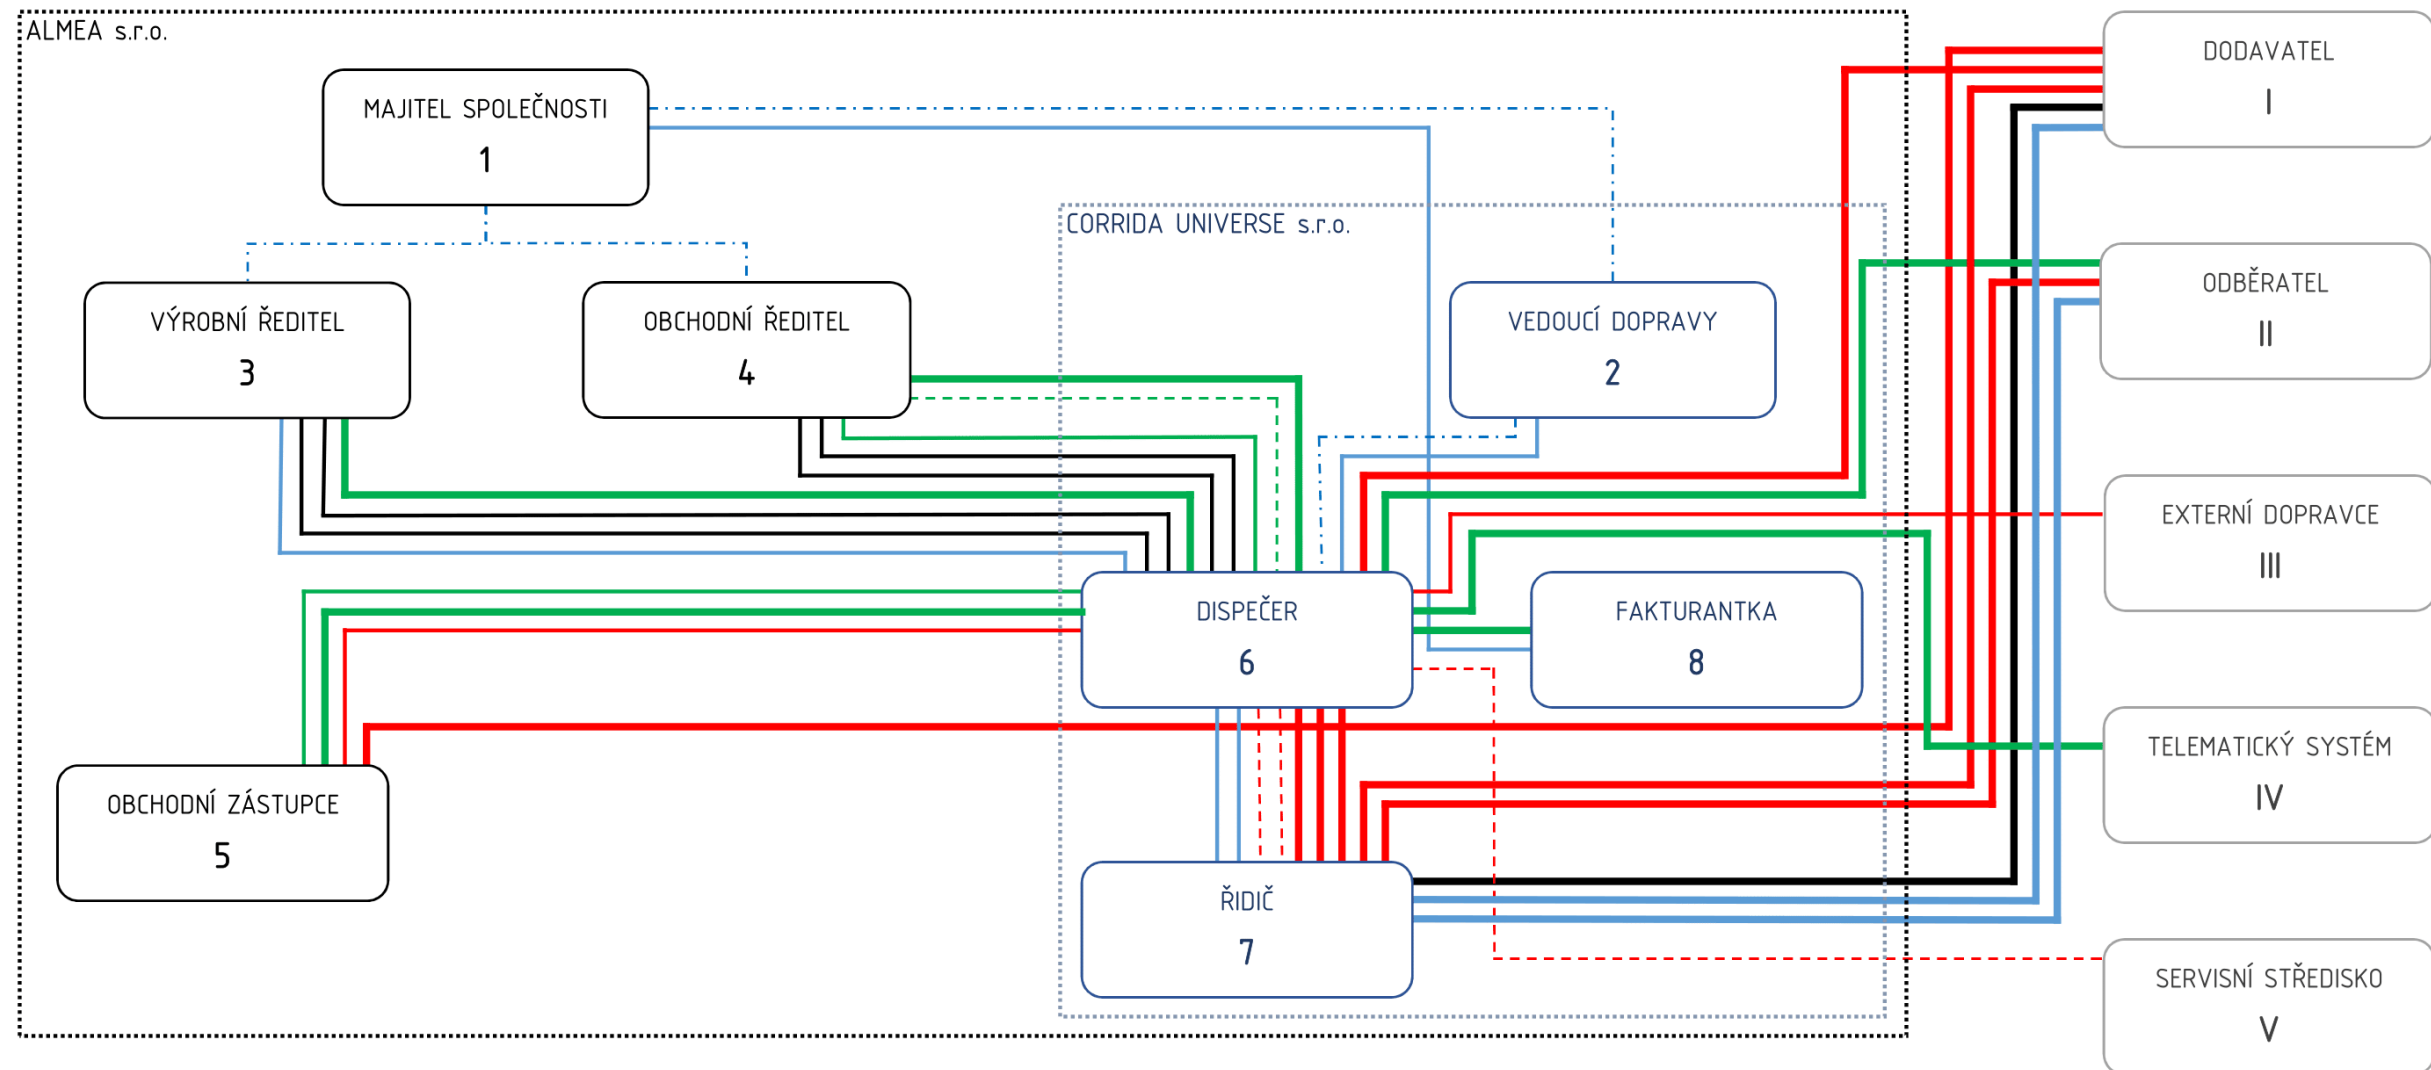 ALMEA s.r.o.
MAJITEL SPOLEČNOSTI
1
DODAVATEL
I
CORRIDA UNIVERSE s.r.o.
VÝROBNÍ ŘEDITEL
3
OBCHODNÍ ŘEDITEL
4
VEDOUCÍ DOPRAVY
2
ODBĚRATEL
II
EXTERNÍ DOPRAVCE
III
DISPEČER
6
FAKTURANTKA
8
OBCHODNÍ ZÁSTUPCE
5
TELEMATICKÝ SYSTÉM
IV
ŘIDIČ
7
SERVISNÍ STŘEDISKO
V